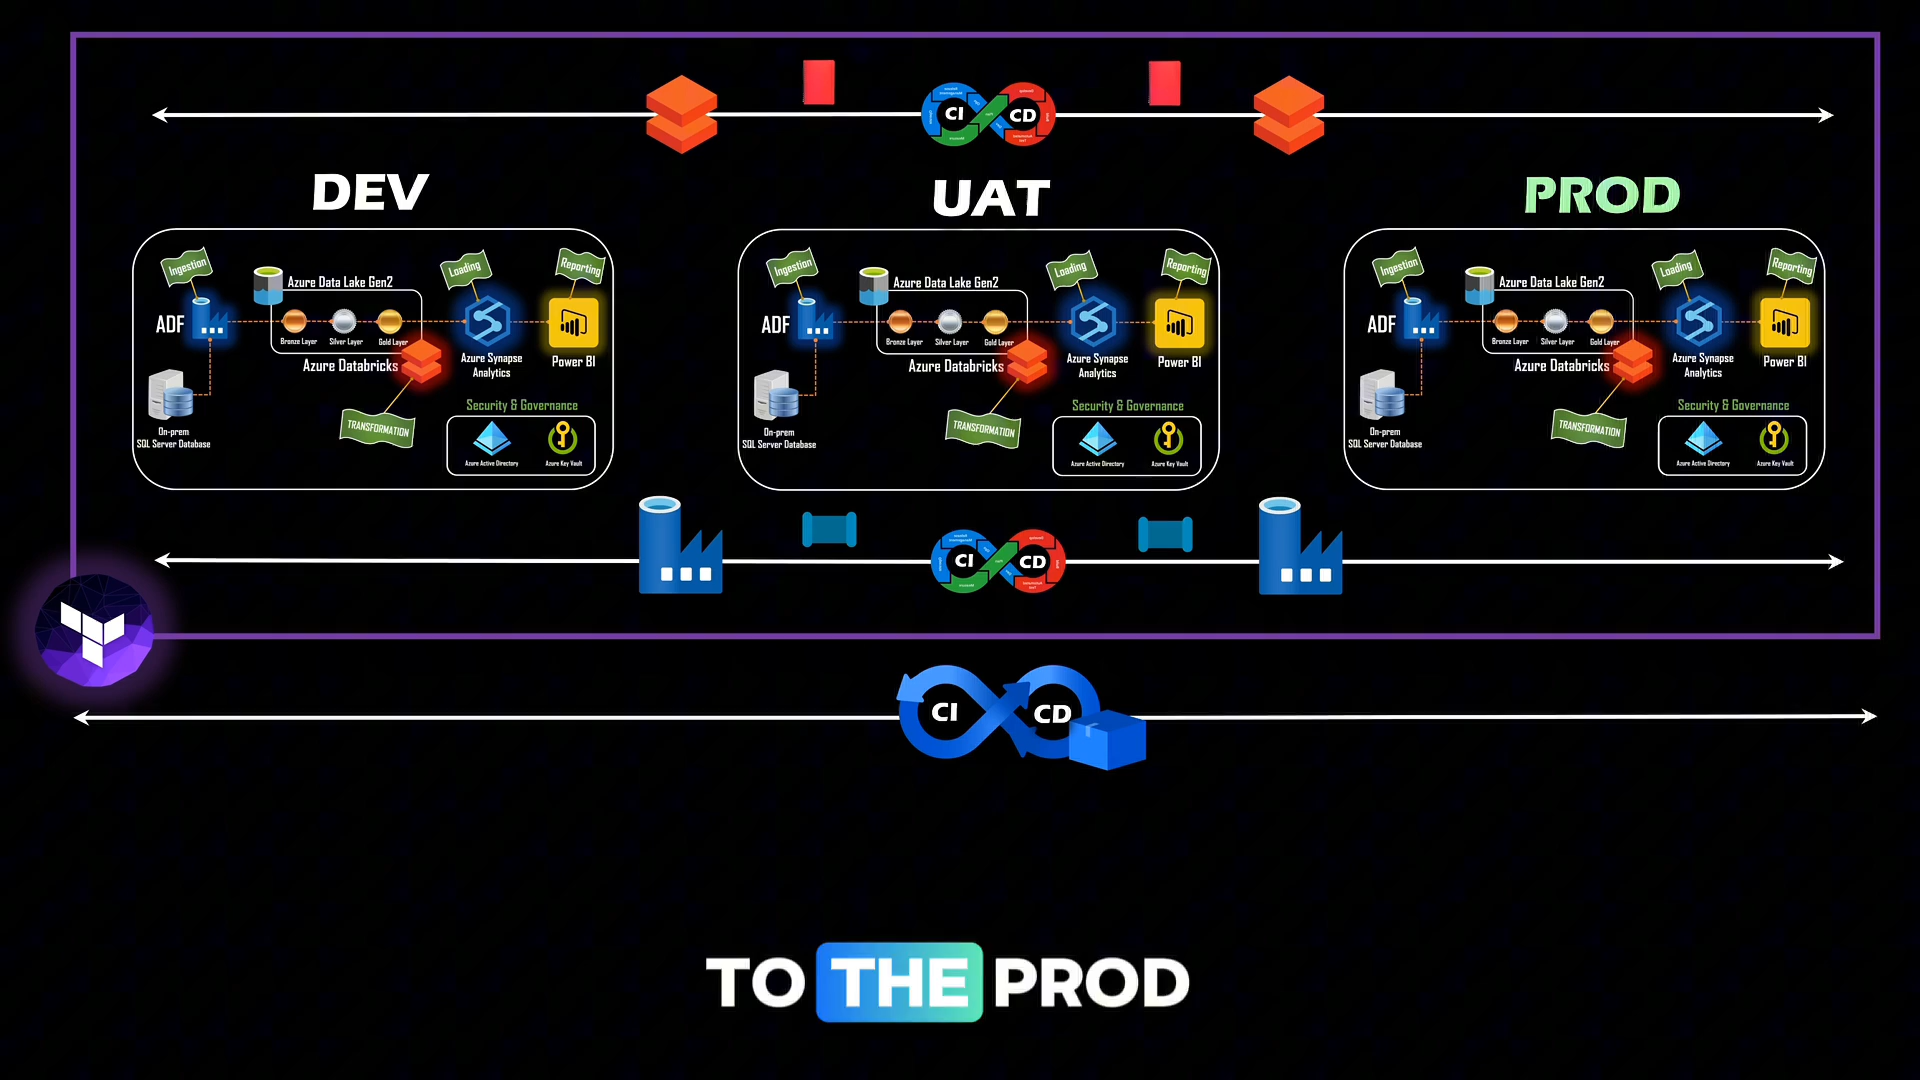 CI CD
DEV
UAT
PROD
Ingestion
Azure Data Lake Gen2
Loading
Reporting
ADF
Bronze Layer
Silver Layer
Gold Layer
Azure Databricks
Azure Synapse
Analytics
Power BI
On-prem
SQL Server Database
TRANSFORMATION
Security & Governance
Azure Active Directory
Azure Key Vault
Ingestion
Azure Data Lake Gen2
Loading
Reporting
ADF
Bronze Layer
Silver Layer
Gold Layer
Azure Databricks
Azure Synapse
Analytics
Power BI
On-prem
SQL Server Database
TRANSFORMATION
Security & Governance
Azure Active Directory
Azure Key Vault
Ingestion
Azure Data Lake Gen2
Loading
Reporting
ADF
Bronze Layer
Silver Layer
Gold Layer
Azure Databricks
Azure Synapse
Analytics
Power BI
On-prem
SQL Server Database
TRANSFORMATION
Security & Governance
Azure Active Directory
Azure Key Vault
CI CD
CI CD
TO THE PROD